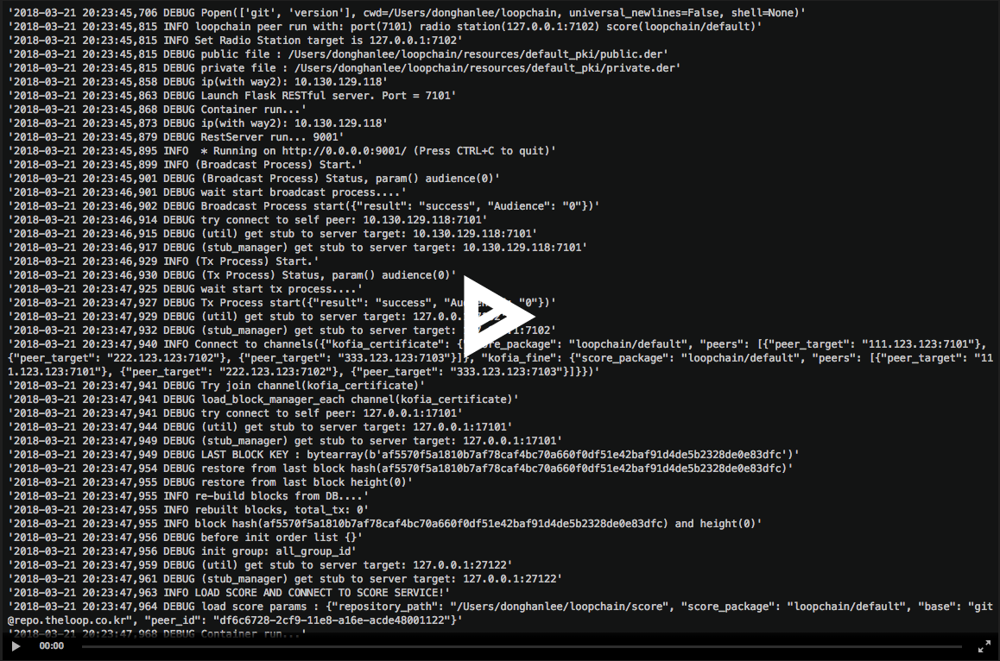 '2018-03-21 20:23:45,706 DEBUG Popen(['git', 'version'], cwd=/Users/donghanlee/loopchain, universal_newlines=False, shell=None)'
'2018-03-21 20:23:45,815 INFO loopchain peer run with: port(7101) radio station(127.0.0.1:7102) score(loopchain/default)'
'2018-03-21 20:23:45,815 INFO Set Radio Station target is 127.0.0.1:7102'
'2018-03-21 20:23:45,815 DEBUG public file : /Users/donghanlee/loopchain/resources/default_pki/public.der'
'2018-03-21 20:23:45,815 DEBUG private file : /Users/donghanlee/loopchain/resources/default_pki/private.der'
'2018-03-21 20:23:45,858 DEBUG ip(with way2): 10.130.129.118'
'2018-03-21 20:23:45,863 DEBUG Launch Flask RESTful server. Port = 7101'
'2018-03-21 20:23:45,868 DEBUG Container run...'
'2018-03-21 20:23:45,873 DEBUG ip(with way2): 10.130.129.118'
'2018-03-21 20:23:45,879 DEBUG RestServer run... 9001'
'2018-03-21 20:23:45,895 INFO  * Running on http://0.0.0.0:9001/ (Press CTRL+C to quit)'
'2018-03-21 20:23:45,899 INFO (Broadcast Process) Start.'
'2018-03-21 20:23:45,901 DEBUG (Broadcast Process) Status, param() audience(0)'
'2018-03-21 20:23:46,901 DEBUG wait start broadcast process....'
'2018-03-21 20:23:46,902 DEBUG Broadcast Process start({"result": "success", "Audience": "0"})'
'2018-03-21 20:23:46,914 DEBUG try connect to self peer: 10.130.129.118:7101'
'2018-03-21 20:23:46,915 DEBUG (util) get stub to server target: 10.130.129.118:7101'
'2018-03-21 20:23:46,917 DEBUG (stub_manager) get stub to server target: 10.130.129.118:7101'
'2018-03-21 20:23:46,929 INFO (Tx Process) Start.'
'2018-03-21 20:23:46,930 DEBUG (Tx Process) Status, param() audience(0)'
'2018-03-21 20:23:47,925 DEBUG wait start tx process....'
'2018-03-21 20:23:47,927 DEBUG Tx Process start({"result": "success", "0"})'
'2018-03-21 20:23:47,929 DEBUG (util) get stub to server target:
'2018-03-21 20:23:47,932 DEBUG (stub_manager) get stub to server target:
'2018-03-21 20:23:47,940 INFO Connect to channels({"kofia_certificate": "loopchain/default", "peers": [{"peer_target": "111.123.123:7101"},
{"peer_target": "222.123.123:7102"}, {"peer_target": "333.123.123:7103"}]}, "kofia_fine": {"score_package": "loopchain/default", "peers": [{"peer_target": "11
1.123.123:7101"}, {"peer_target": "222.123.123:7102"}, {"peer_target": "333.123.123:7103"}]}})'
'2018-03-21 20:23:47,941 DEBUG Try join channel(kofia_certificate)'
'2018-03-21 20:23:47,941 DEBUG load_block_manager_each channel(kofia_certificate)'
'2018-03-21 20:23:47,941 DEBUG try connect to self peer: 127.0.0.1:17101'
'2018-03-21 20:23:47,944 DEBUG (util) get stub to server target: 127.0.0.1:17101'
'2018-03-21 20:23:47,949 DEBUG (stub_manager) get stub to server target: 127.0.0.1:17101'
'2018-03-21 20:23:47,949 DEBUG LAST BLOCK KEY : bytearray(b'af5570f5a1810b7af78caf4bc70a660f0df51e42baf91d4de5b2328de0e83dfc')'
'2018-03-21 20:23:47,954 DEBUG restore from last block hash(af5570f5a1810b7af78caf4bc70a660f0df51e42baf91d4de5b2328de0e83dfc)'
'2018-03-21 20:23:47,955 DEBUG restore from last block height(0)'
'2018-03-21 20:23:47,955 INFO re-build blocks from DB....'
'2018-03-21 20:23:47,955 INFO rebuilt blocks, total_tx: 0'
'2018-03-21 20:23:47,955 INFO block hash(af5570f5a1810b7af78caf4bc70a660f0df51e42baf91d4de5b2328de0e83dfc) and height(0)'
'2018-03-21 20:23:47,956 DEBUG before init order list {}'
'2018-03-21 20:23:47,956 DEBUG init group: all_group_id'
'2018-03-21 20:23:47,959 DEBUG (util) get stub to server target: 127.0.0.1:27122'
'2018-03-21 20:23:47,961 DEBUG (stub_manager) get stub to server target: 127.0.0.1:27122'
'2018-03-21 20:23:47,963 INFO LOAD SCORE AND CONNECT TO SCORE SERVICE!'
'2018-03-21 20:23:47,964 DEBUG load score params : {"repository_path": "/Users/donghanlee/loopchain/score", "score_package": "loopchain/default", "base": "git
@repo.theloop.co.kr", "peer_id": "df6c6728-2cf9-11e8-a16e-acde48001122"}'
'2018-03-21 20:23:47,968 DEBUG Container run...'
00:00